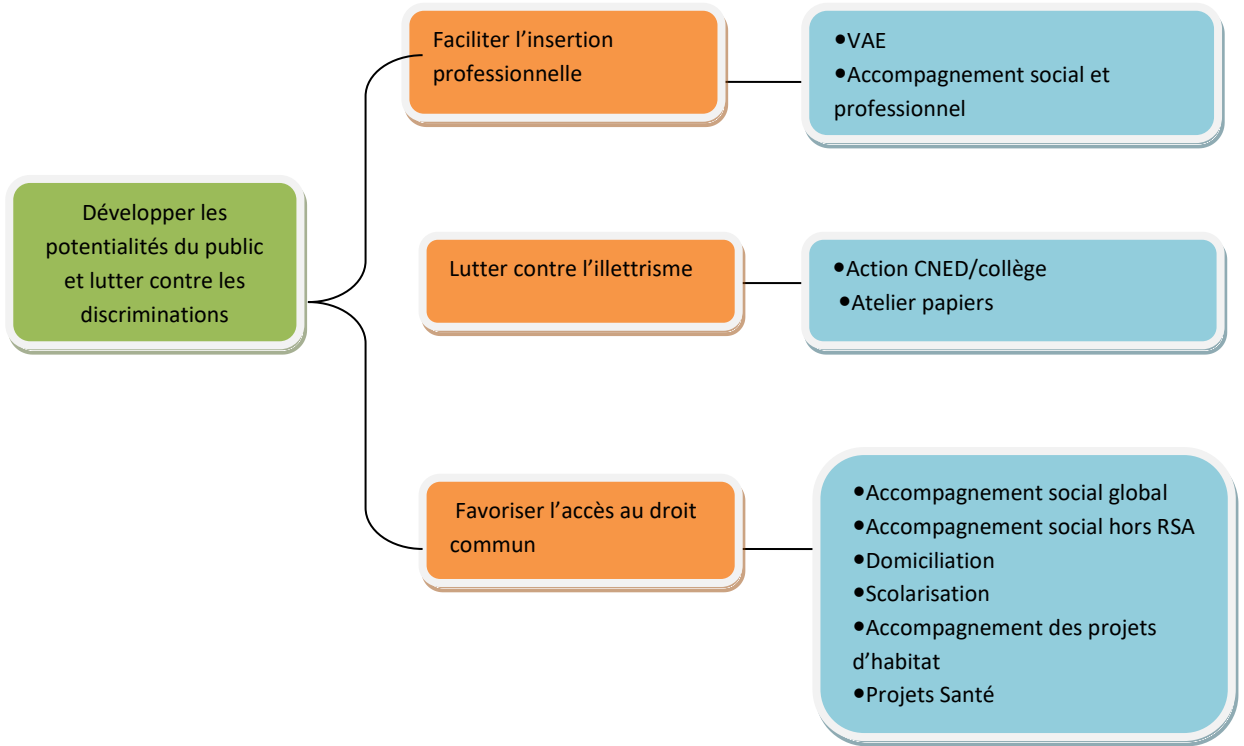 Développer les
potentialités du public
et lutter contre les
discriminations
Faciliter l’insertion
professionnelle
●VAE
●Accompagnement social et
professionnel
Lutter contre l’illettrisme
●Action CNED/collège
●Atelier papiers
Favoriser l’accès au droit
commun
●Accompagnement social global
●Accompagnement social hors RSA
●Domiciliation
●Scolarisation
●Accompagnement des projets
d’habitat
●Projets Santé